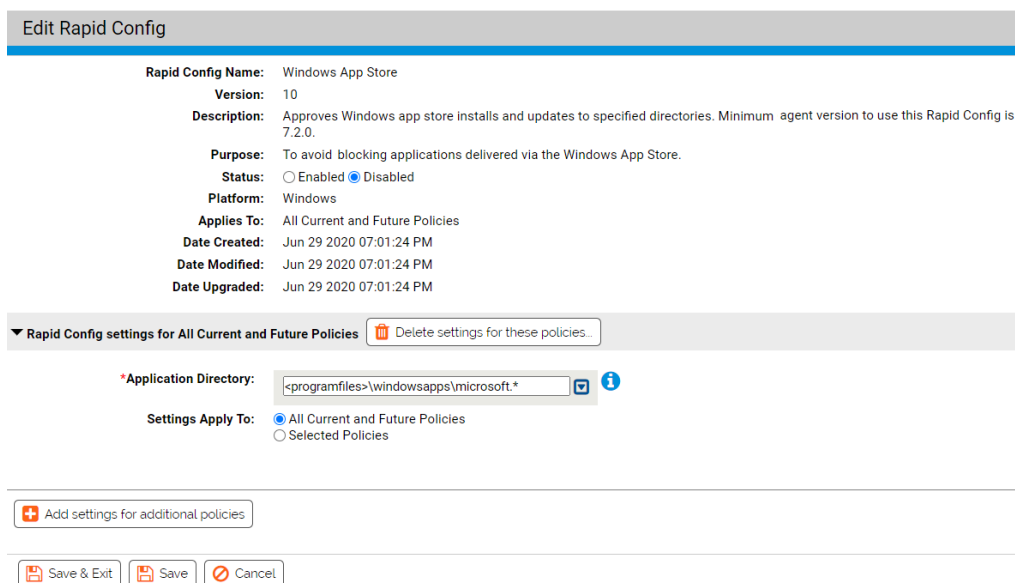 Edit Rapid Config
Rapid Config Name: Windows App Store
Version: 10
Description: Approves Windows app store installs and updates to specified directories. Minimum agent version to use this Rapid Config is
7.2.0.
Purpose: To avoid blocking applications delivered via the Windows App Store.
Status: Enabled Disabled
Platform: Windows
Applies To: All Current and Future Policies
Date Created: Jun 29 2020 07:01:24 PM
Date Modified: Jun 29 2020 07:01:24 PM
Date Upgraded: Jun 29 2020 07:01:24 PM
Rapid Config settings for All Current and Future Policies Delete settings for these policies...
*Application Directory: <programfiles>\windowsapps\microsoft.*
Settings Apply To: All Current and Future Policies
Selected Policies
Add settings for additional policies
Save & Exit Save Cancel